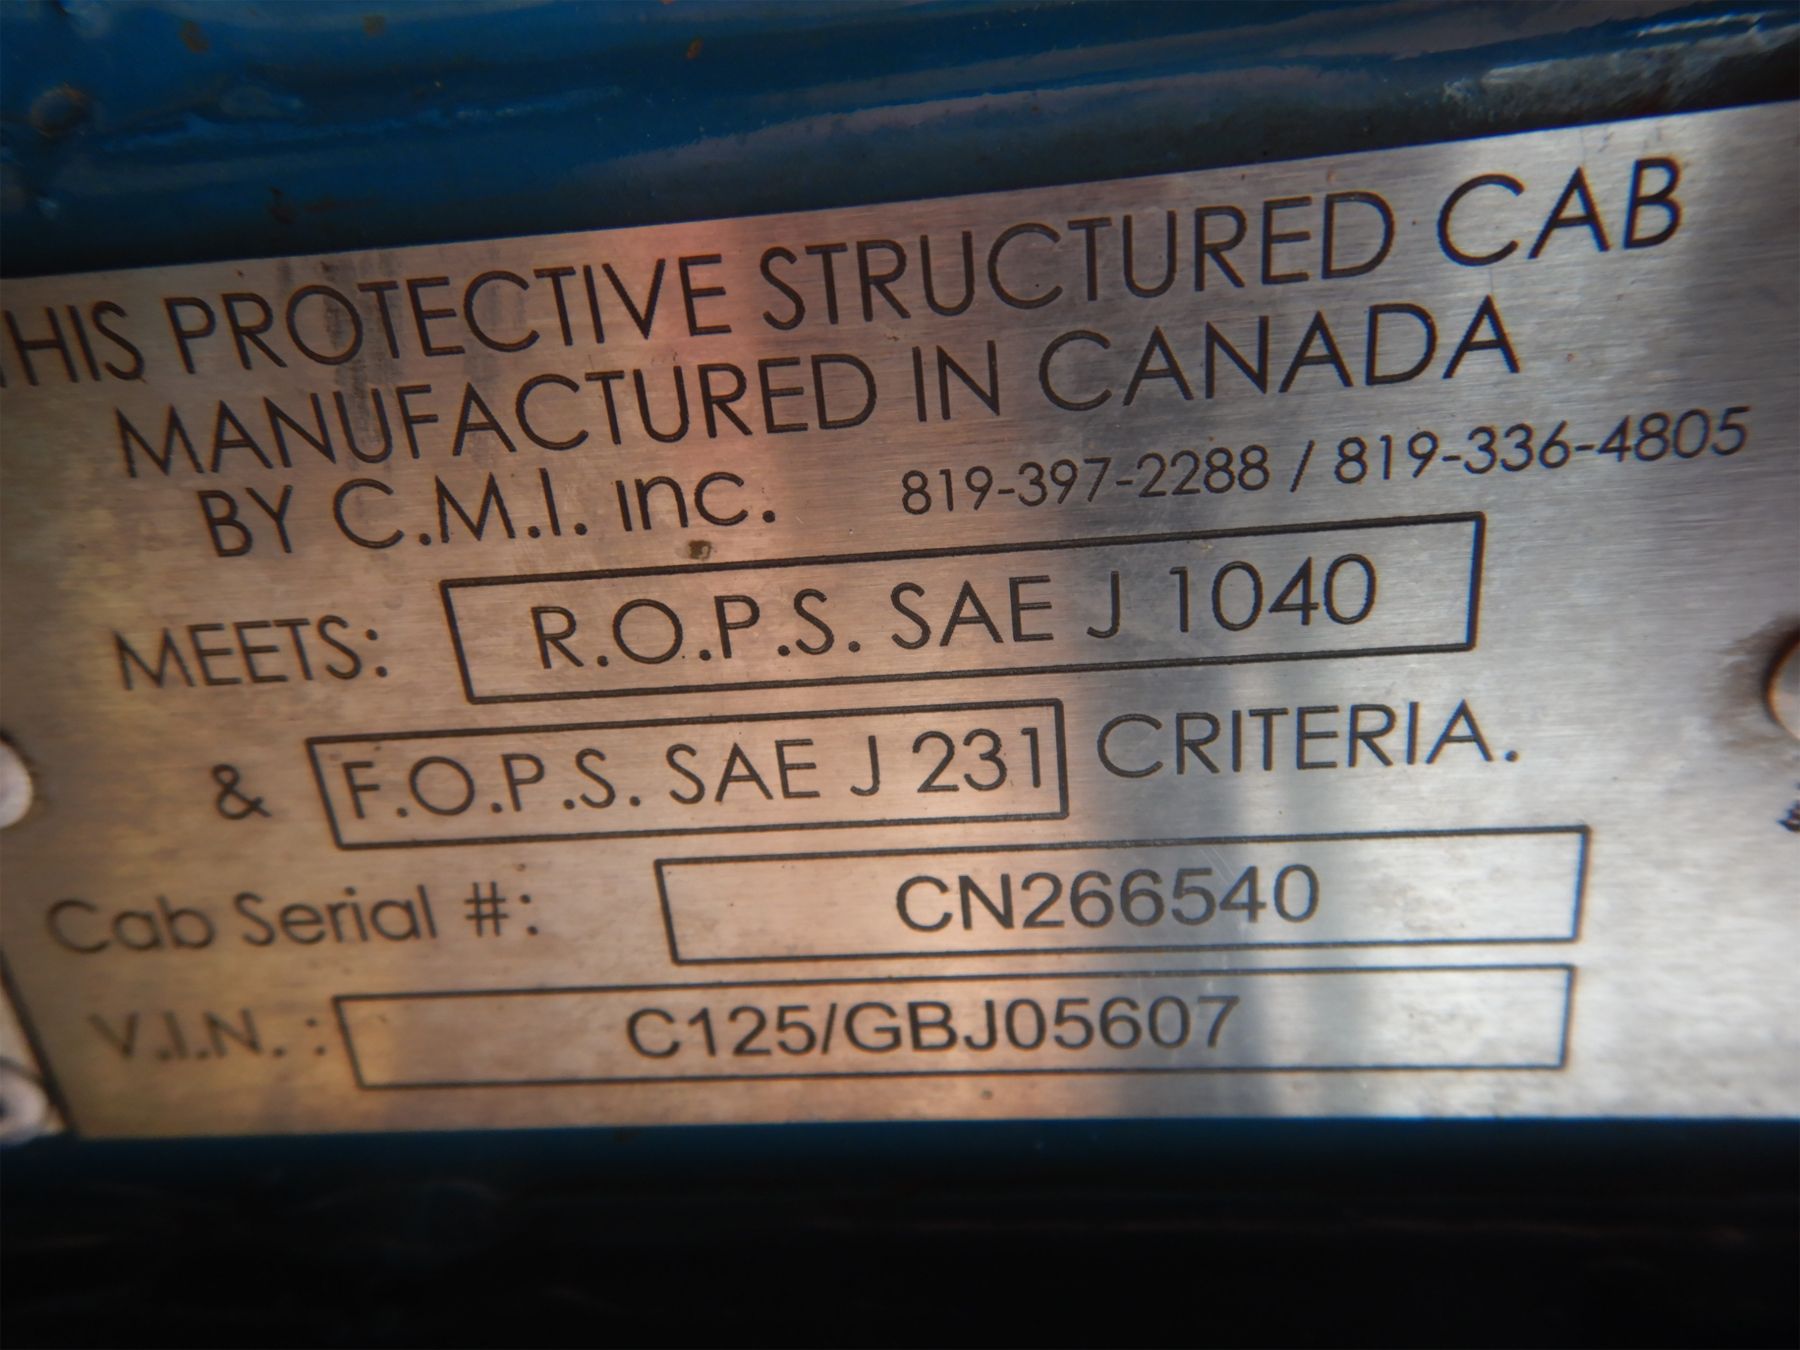 THIS PROTECTIVE STRUCTURED CAB
MANUFACTURED IN CANADA
BY C.M.I. inc. 819-397-2288 / 819-336-4805
MEETS: R.O.P.S. SAE J 1040
& F.O.P.S. SAE J 231 CRITERIA.
Cab Serial #: CN266540
V.I.N. : C125/GBJ05607